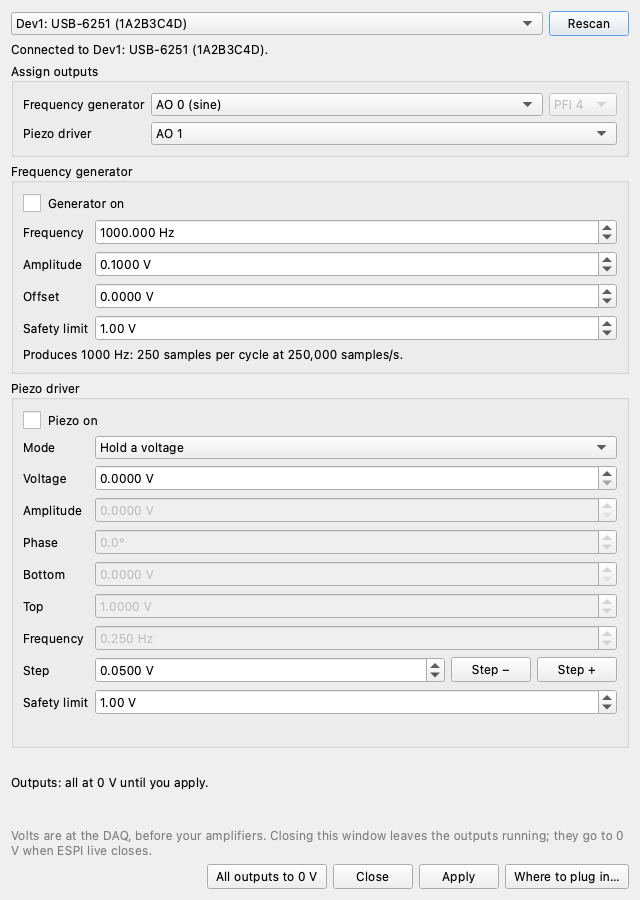 Dev1: USB-6251 (1A2B3C4D)
Rescan
Connected to Dev1: USB-6251 (1A2B3C4D).
Assign outputs
Frequency generator AO 0 (sine) PFI 4
Piezo driver AO 1
Frequency generator
Generator on
Frequency 1000.000 Hz
Amplitude 0.1000 V
Offset 0.0000 V
Safety limit 1.00 V
Produces 1000 Hz: 250 samples per cycle at 250,000 samples/s.
Piezo driver
Piezo on
Mode Hold a voltage
Voltage 0.0000 V
Amplitude 0.0000 V
Phase 0.0°
Bottom 0.0000 V
Top 1.0000 V
Frequency 0.250 Hz
Step 0.0500 V Step – Step +
Safety limit 1.00 V
Outputs: all at 0 V until you apply.
Volts are at the DAQ, before your amplifiers. Closing this window leaves the outputs running; they go to 0
V when ESPI live closes.
All outputs to 0 V Close Apply Where to plug in...